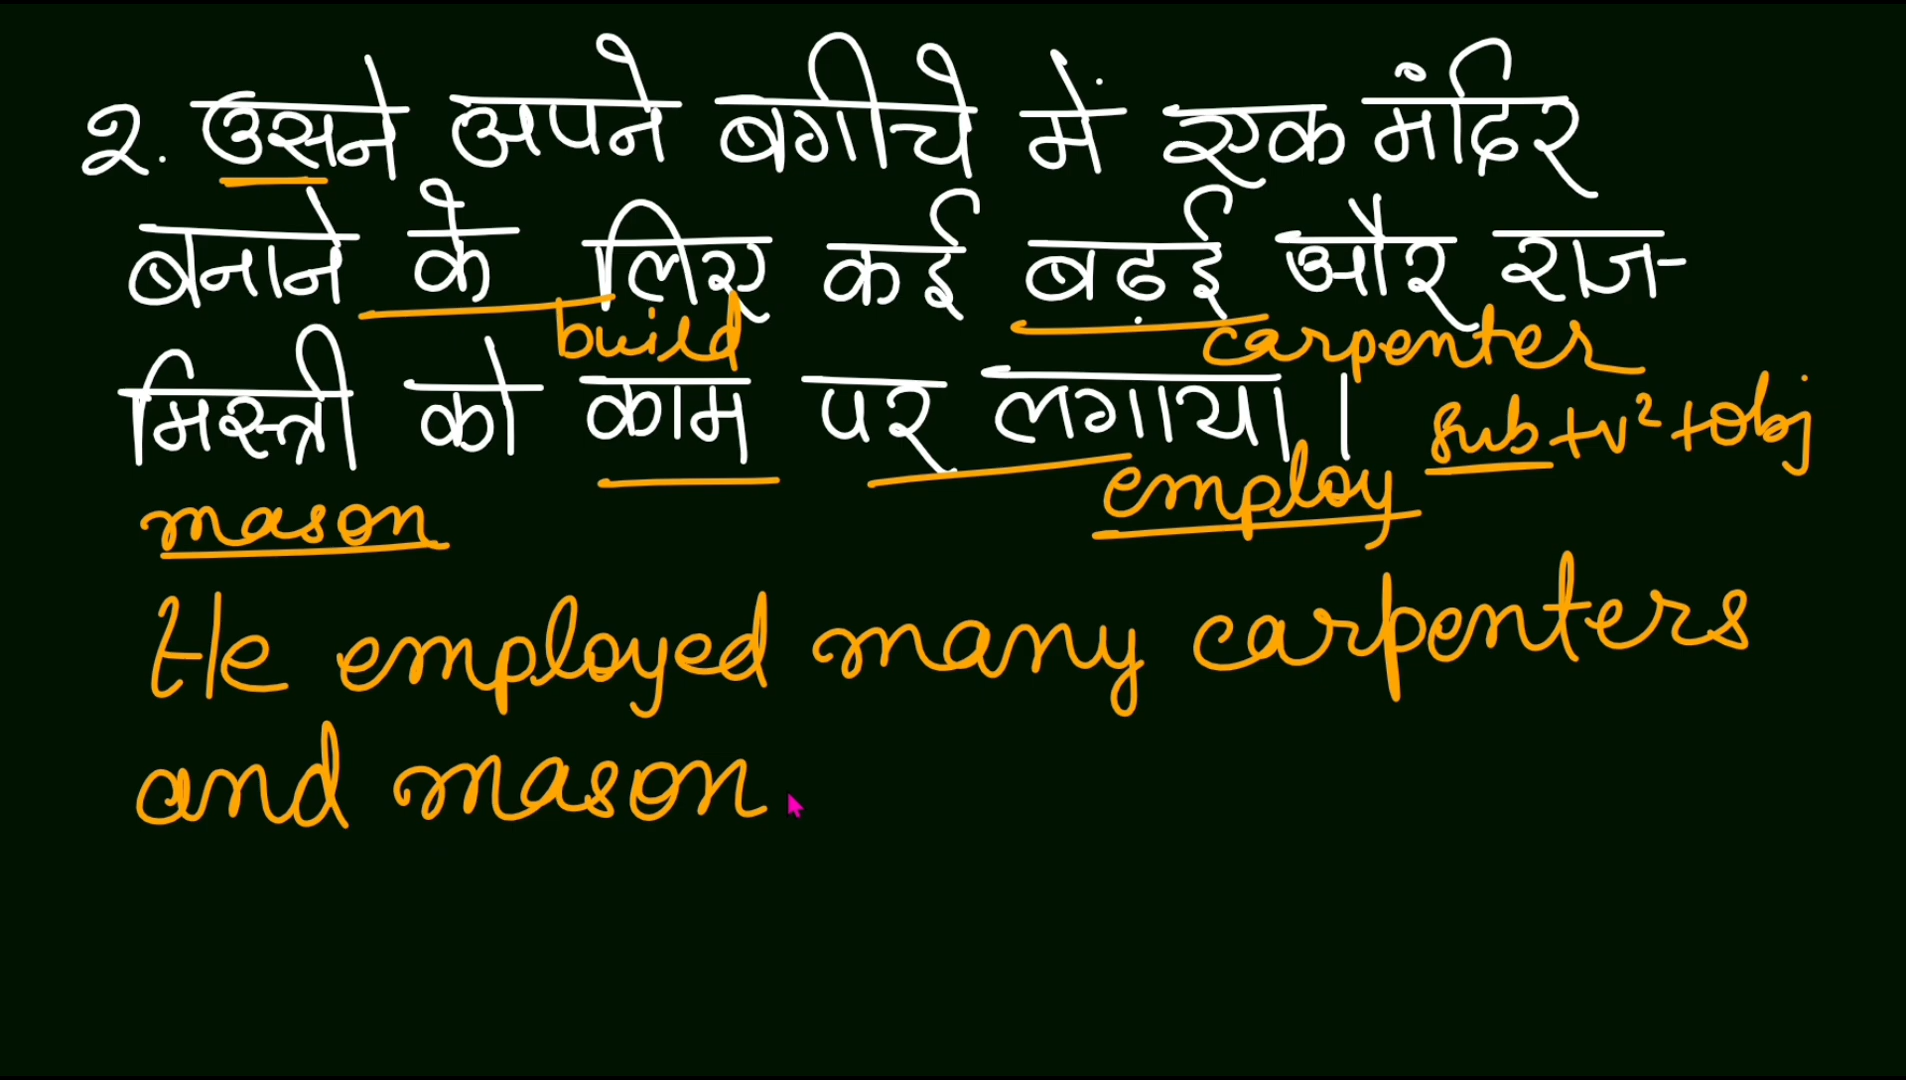 २. उसने अपने बगीचे में एक मंदिर
बनाने के लिए कई बढ़ई और राज-
build carpenter
मिस्त्री को काम पर लगाया। sub+v²+obj
mason employ
He employed many carpenters
and mason